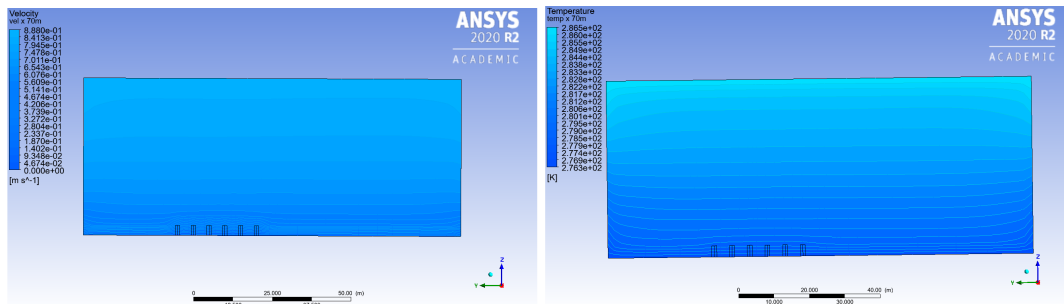 Velocity
vel x 70m
8.880e-01
8.413e-01
7.945e-01
7.478e-01
7.011e-01
6.543e-01
6.076e-01
5.609e-01
5.141e-01
4.674e-01
4.206e-01
3.739e-01
3.272e-01
2.804e-01
2.337e-01
1.870e-01
1.402e-01
9.348e-02
4.674e-02
0.000e+00
[m s^-1]
ANSYS
2020 R2
ACADEMIC
Z
Y
0
25.000
50.00 (m)
12.500
37.500
Temperature
temp x 70m
2.865e+02
2.860e+02
2.855e+02
2.849e+02
2.844e+02
2.838e+02
2.833e+02
2.828e+02
2.822e+02
2.817e+02
2.812e+02
2.806e+02
2.801e+02
2.795e+02
2.790e+02
2.785e+02
2.779e+02
2.774e+02
2.769e+02
2.763e+02
[K]
ANSYS
2020 R2
ACADEMIC
Z
Y
0
20.000
40.00 (m)
10.000
30.000